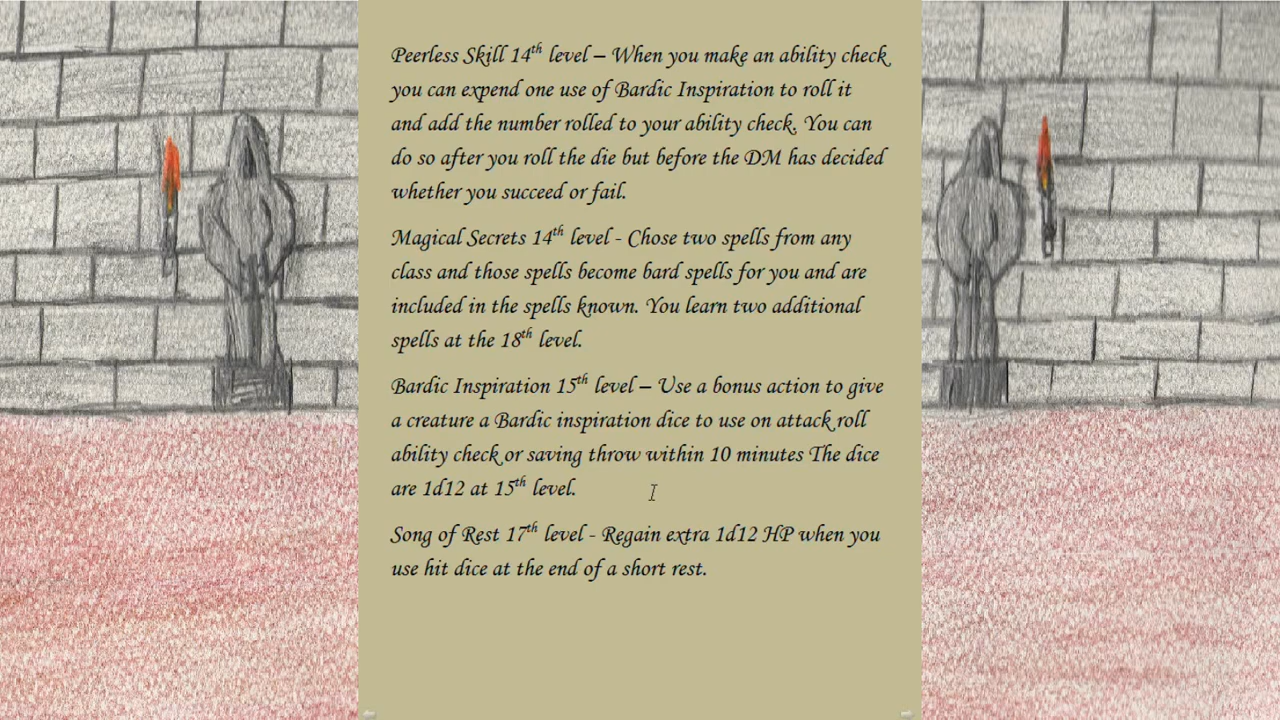 Peerless Skill 14th level – When you make an ability check
you can expend one use of Bardic Inspiration to roll it
and add the number rolled to your ability check. You can
do so after you roll the die but before the DM has decided
whether you succeed or fail.
Magical Secrets 14th level - Chose two spells from any
class and those spells become bard spells for you and are
included in the spells known. You learn two additional
spells at the 18th level.
Bardic Inspiration 15th level – Use a bonus action to give
a creature a Bardic inspiration dice to use on attack roll
ability check or saving throw within 10 minutes The dice
are 1d12 at 15th level.
Song of Rest 17th level - Regain extra 1d12 HP when you
use hit dice at the end of a short rest.